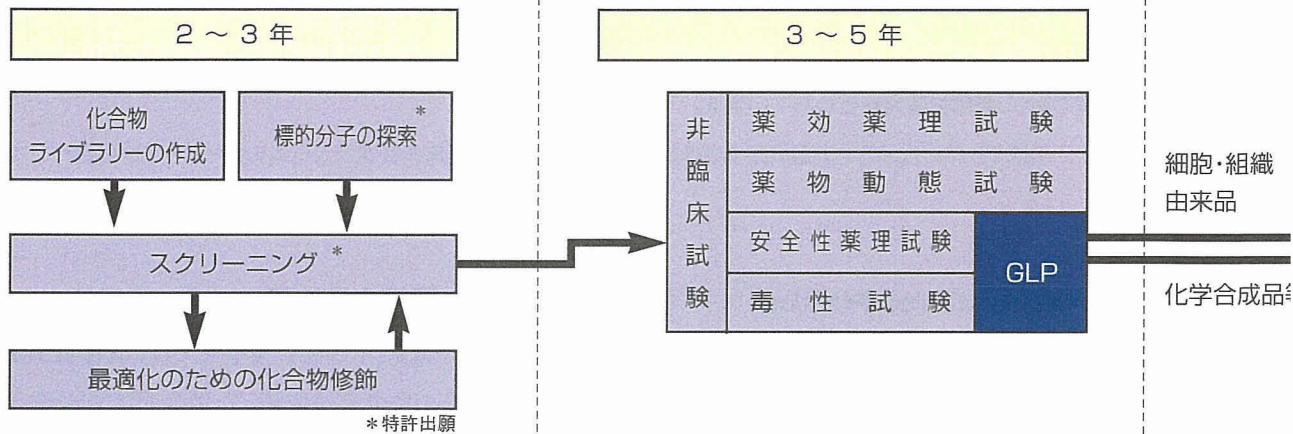 2～3年
3～5年
化合物
ライブラリーの作成
標的分子の探索*
スクリーニング*
最適化のための化合物修飾
*特許出願
非臨床試験
薬効薬理試験
薬物動態試験
安全性薬理試験
毒性試験
GLP
細胞・組織
由来品
化学合成品